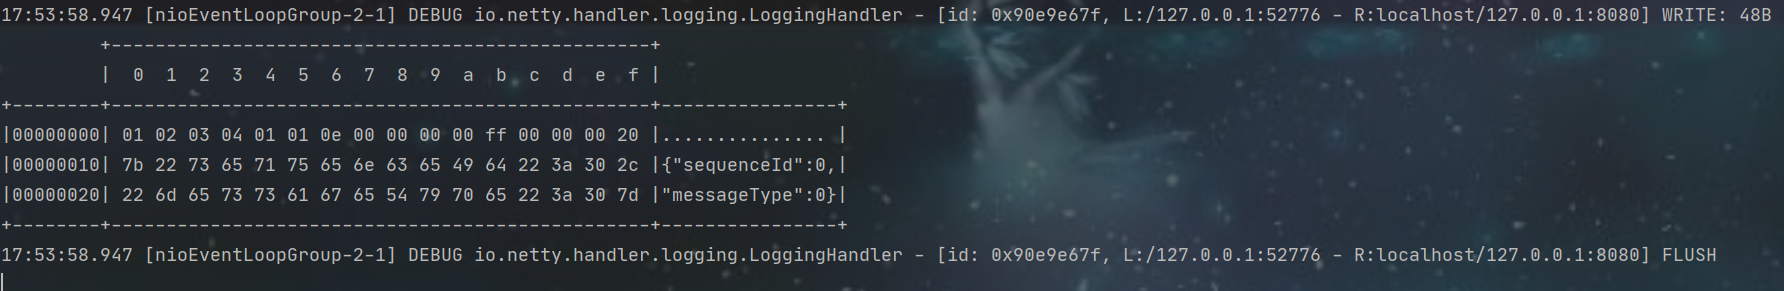 17:53:58.947 [nioEventLoopGroup-2-1] DEBUG io.netty.handler.logging.LoggingHandler - [id: 0x90e9e67f, L:/127.0.0.1:52776 - R:localhost/127.0.0.1:8080] WRITE: 48B
         +-------------------------------------------------+
         |  0  1  2  3  4  5  6  7  8  9  a  b  c  d  e  f |
+--------+-------------------------------------------------+----------------+
|00000000| 01 02 03 04 01 01 0e 00 00 00 00 ff 00 00 00 20 |............... |
|00000010| 7b 22 73 65 71 75 65 6e 63 65 49 64 22 3a 30 2c |{"sequenceId":0,|
|00000020| 22 6d 65 73 73 61 67 65 54 79 70 65 22 3a 30 7d |"messageType":0}|
+--------+-------------------------------------------------+----------------+
17:53:58.947 [nioEventLoopGroup-2-1] DEBUG io.netty.handler.logging.LoggingHandler - [id: 0x90e9e67f, L:/127.0.0.1:52776 - R:localhost/127.0.0.1:8080] FLUSH